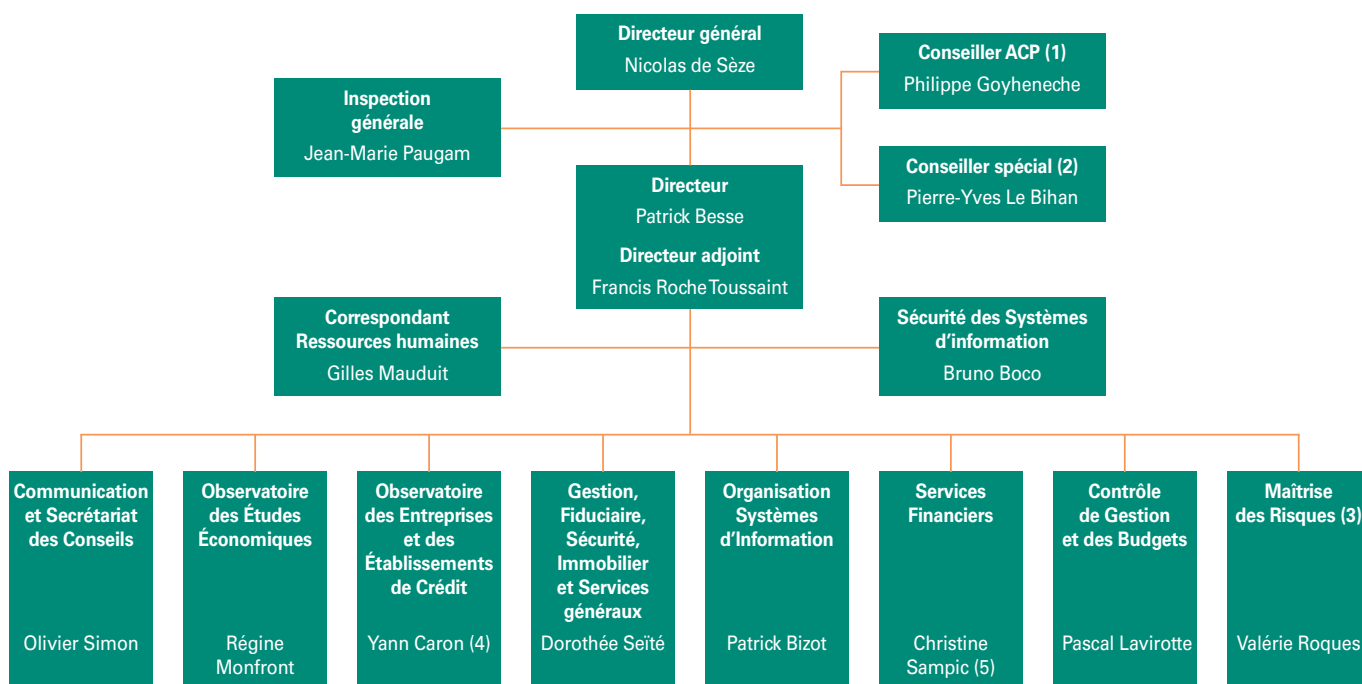 Directeur général
Nicolas de Sèze
Conseiller ACP (1)
Philippe Goyheneche
Inspection
générale
Jean-Marie Paugam
Conseiller spécial (2)
Pierre-Yves Le Bihan
Directeur
Patrick Besse
Directeur adjoint
Francis Roche Toussaint
Correspondant
Ressources humaines
Gilles Mauduit
Sécurité des Systèmes
d'information
Bruno Boco
Communication
et Secrétariat
des Conseils
Olivier Simon
Observatoire
des Études
Économiques
Régine
Monfront
Observatoire
des Entreprises
et des
Établissements
de Crédit
Yann Caron (4)
Gestion,
Fiduciaire,
Sécurité,
Immobilier
et Services
généraux
Dorothée Seïté
Organisation
Systèmes
d'Information
Patrick Bizot
Services
Financiers
Christine
Sampic (5)
Contrôle
de Gestion
et des Budgets
Pascal Lavirotte
Maîtrise
des Risques (3)
Valérie Roques